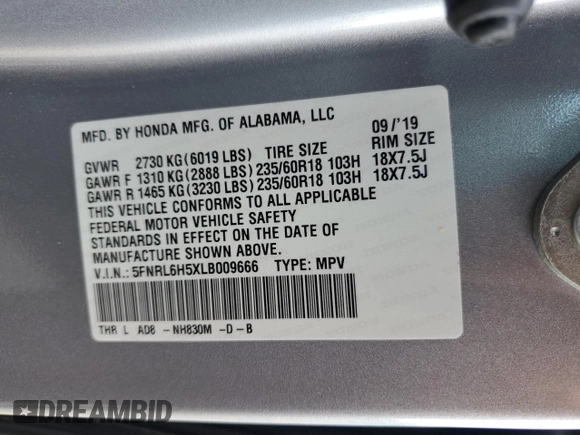 MFD. BY HONDA MFG. OF ALABAMA, LLC
09/'19
GVWR 2730 KG(6019 LBS) TIRE SIZE RIM SIZE
GAWR F 1310 KG(2888 LBS)235/60R18 103H 18X7.5J
GAWR R 1465 KG(3230 LBS)235/60R18 103H 18X7.5J
THIS VEHICLE CONFORMS TO ALL APPLICABLE
FEDERAL MOTOR VEHICLE SAFETY
STANDARDS IN EFFECT ON THE DATE OF
MANUFACTURE SHOWN ABOVE.
V.I.N.: 5FNRL6H5XLB009666 TYPE: MPV
THR L AD8 -NH830M -D-B
DREAMBID